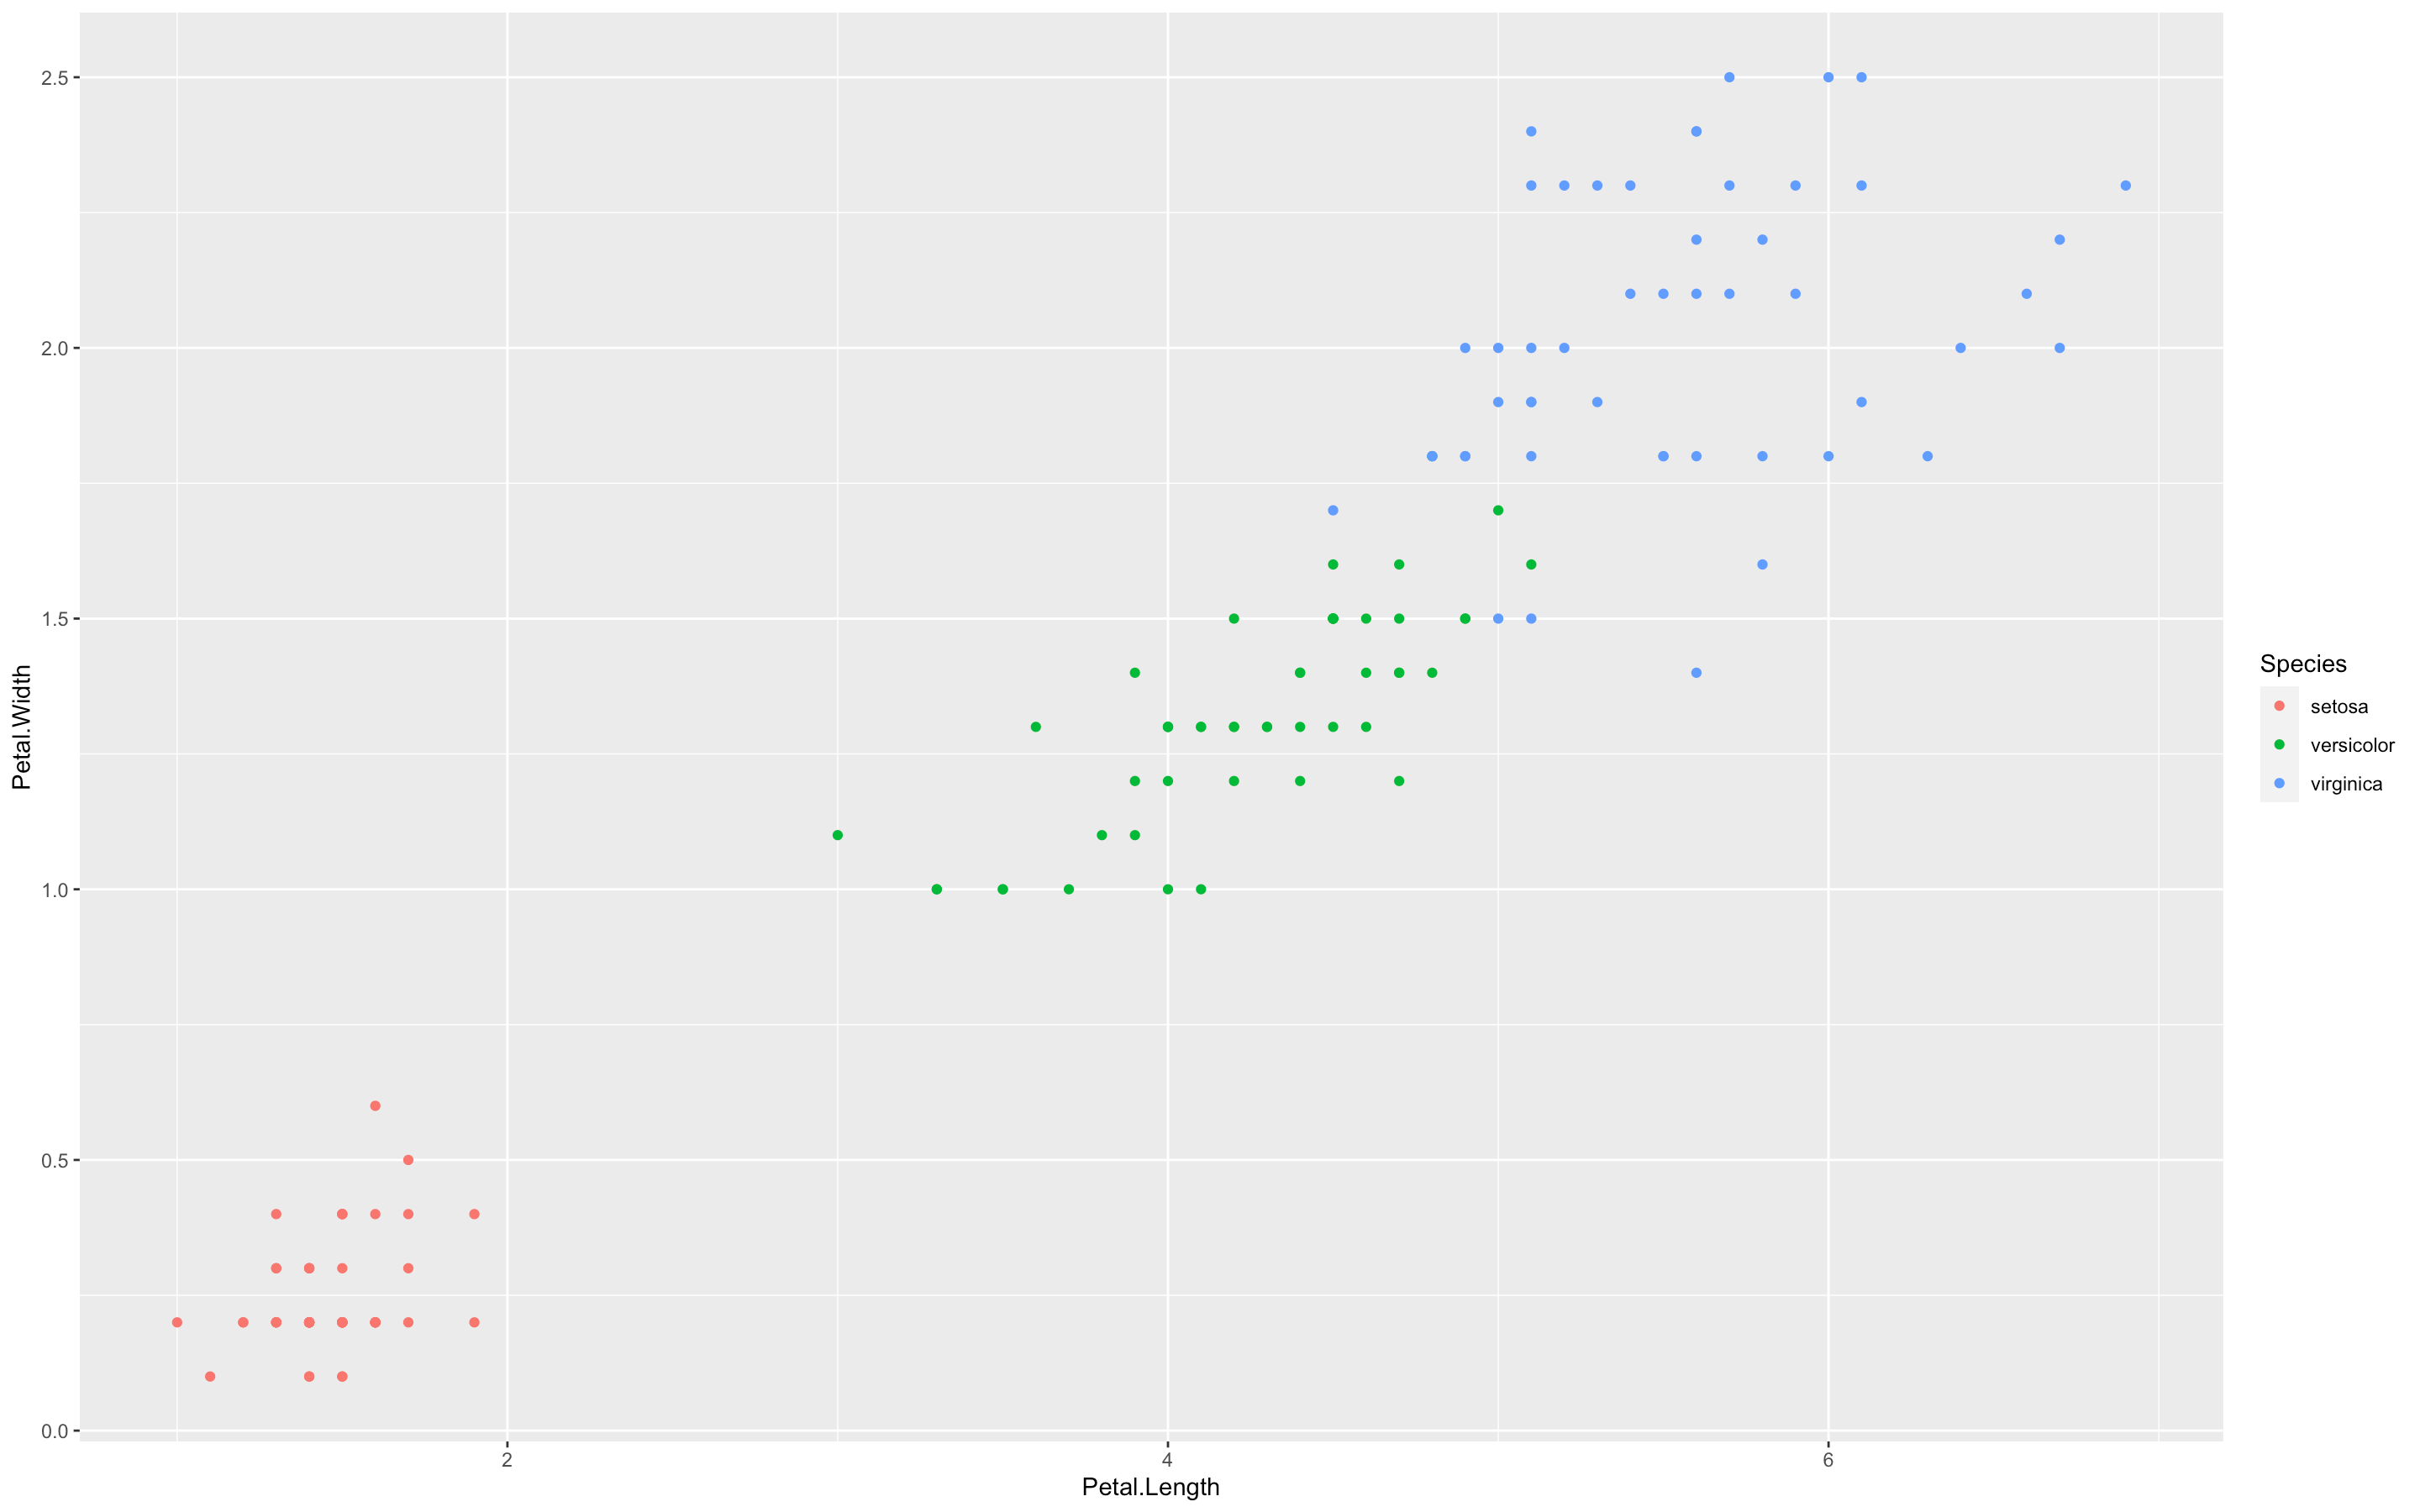 2.5
2.0
1.5
1.0
0.5
0.0
2 4 6
Petal.Length
Petal.Width
Species
setosa
versicolor
virginica